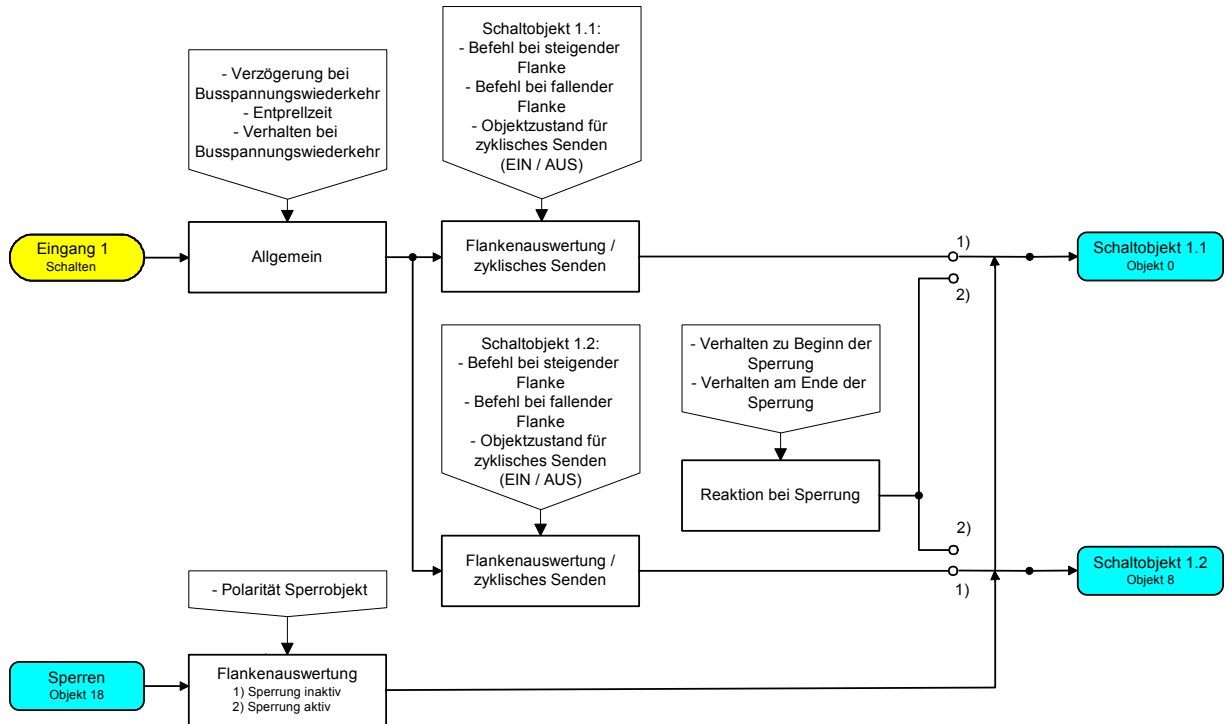 - Verzögerung bei
Busspannungswiederkehr
- Entprellzeit
- Verhalten bei
Busspannungswiederkehr
Schaltobjekt 1.1:
- Befehl bei steigender
Flanke
- Befehl bei fallender
Flanke
- Objektzustand für
zyklisches Senden
(EIN / AUS)
Eingang 1
Schalten
Allgemein
Flankenauswertung /
zyklisches Senden
1)
2)
Schaltobjekt 1.1
Objekt 0
Schaltobjekt 1.2:
- Befehl bei steigender
Flanke
- Befehl bei fallender
Flanke
- Objektzustand für
zyklisches Senden
(EIN / AUS)
- Verhalten zu Beginn der
Sperrung
- Verhalten am Ende der
Sperrung
Reaktion bei Sperrung
Flankenauswertung /
zyklisches Senden
2)
1)
Schaltobjekt 1.2
Objekt 8
- Polarität Sperrobjekt
Sperren
Objekt 18
Flankenauswertung
1) Sperrung inaktiv
2) Sperrung aktiv